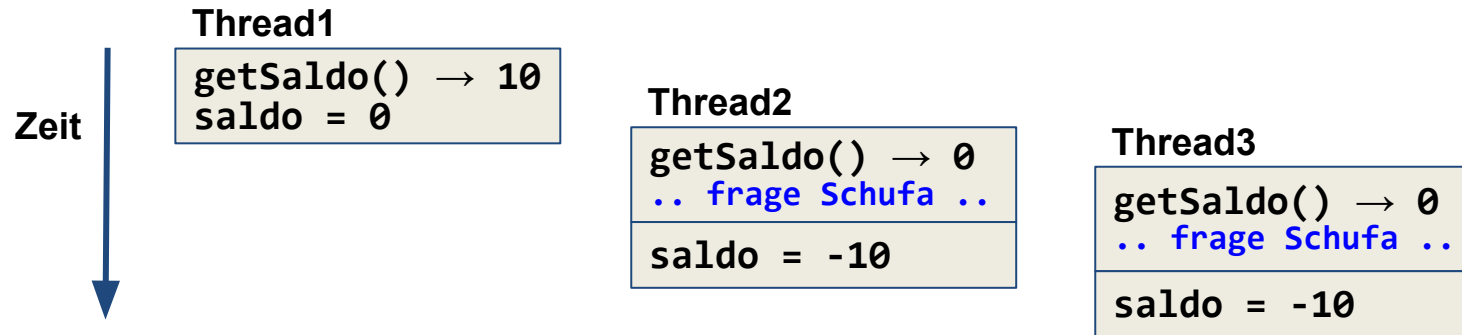 Zeit
Thread1
getSaldo() → 10
saldo = 0
Thread2
getSaldo() → 0
.. frage Schufa ..
saldo = -10
Thread3
getSaldo() → 0
.. frage Schufa ..
saldo = -10